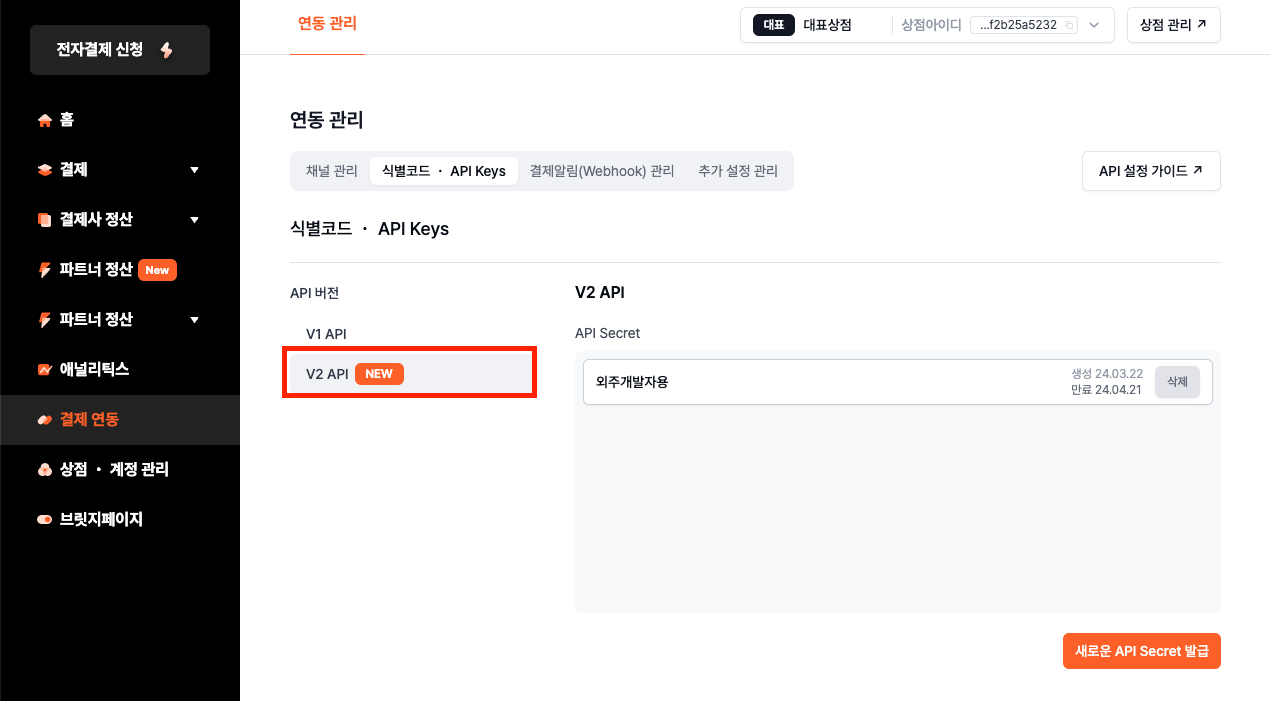 전자결제 신청
홈
결제
결제사 정산
파트너 정산 New
파트너 정산
애널리틱스
결제 연동
상점 · 계정 관리
브릿지페이지
연동 관리
대표 대표상점 상점아이디 ...f2b25a5232
상점 관리
연동 관리
채널 관리 식별코드 · API Keys 결제알림(Webhook) 관리 추가 설정 관리
API 설정 가이드
식별코드 · API Keys
API 버전
V1 API
V2 API NEW
V2 API
API Secret
외주개발자용
생성 24.03.22
만료 24.04.21
삭제
새로운 API Secret 발급